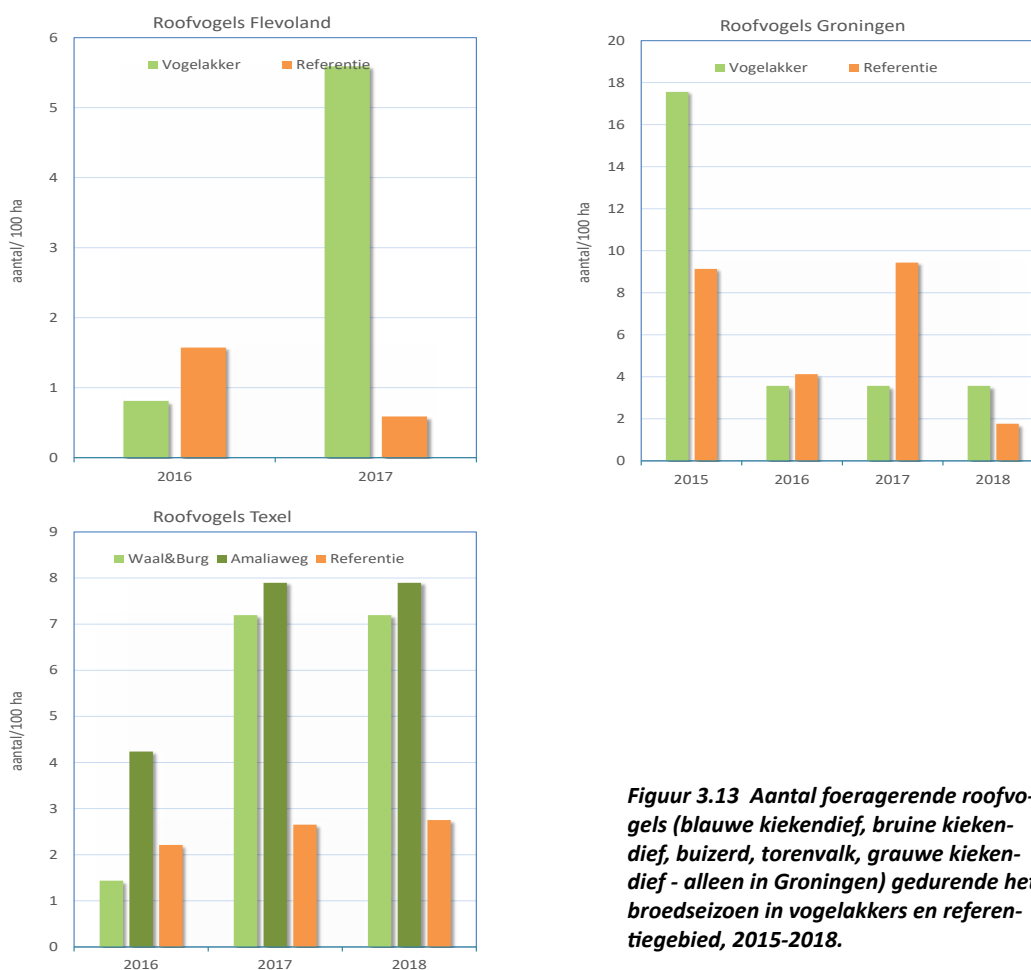 Roofvogels Flevoland
6
5
4
3
2
1
0
aantal/ 100 ha
Vogelakker Referentie
2016 2017
Roofvogels Groningen
20
18
16
14
12
10
8
6
4
2
0
aantal/100 ha
Vogelakker Referentie
2015 2016 2017 2018
Roofvogels Texel
9
8
7
6
5
4
3
2
1
0
aantal/100 ha
Waal&Burg Amaliaweg Referentie
2016 2017 2018
Figuur 3.13 Aantal foeragerende roofvo-
gels (blauwe kiekendief, bruine kieken-
dief, buizerd, torenvalk, grauwe kieken-
dief - alleen in Groningen) gedurende het
broedseizoen in vogelakkers en referen-
tiegebied, 2015-2018.